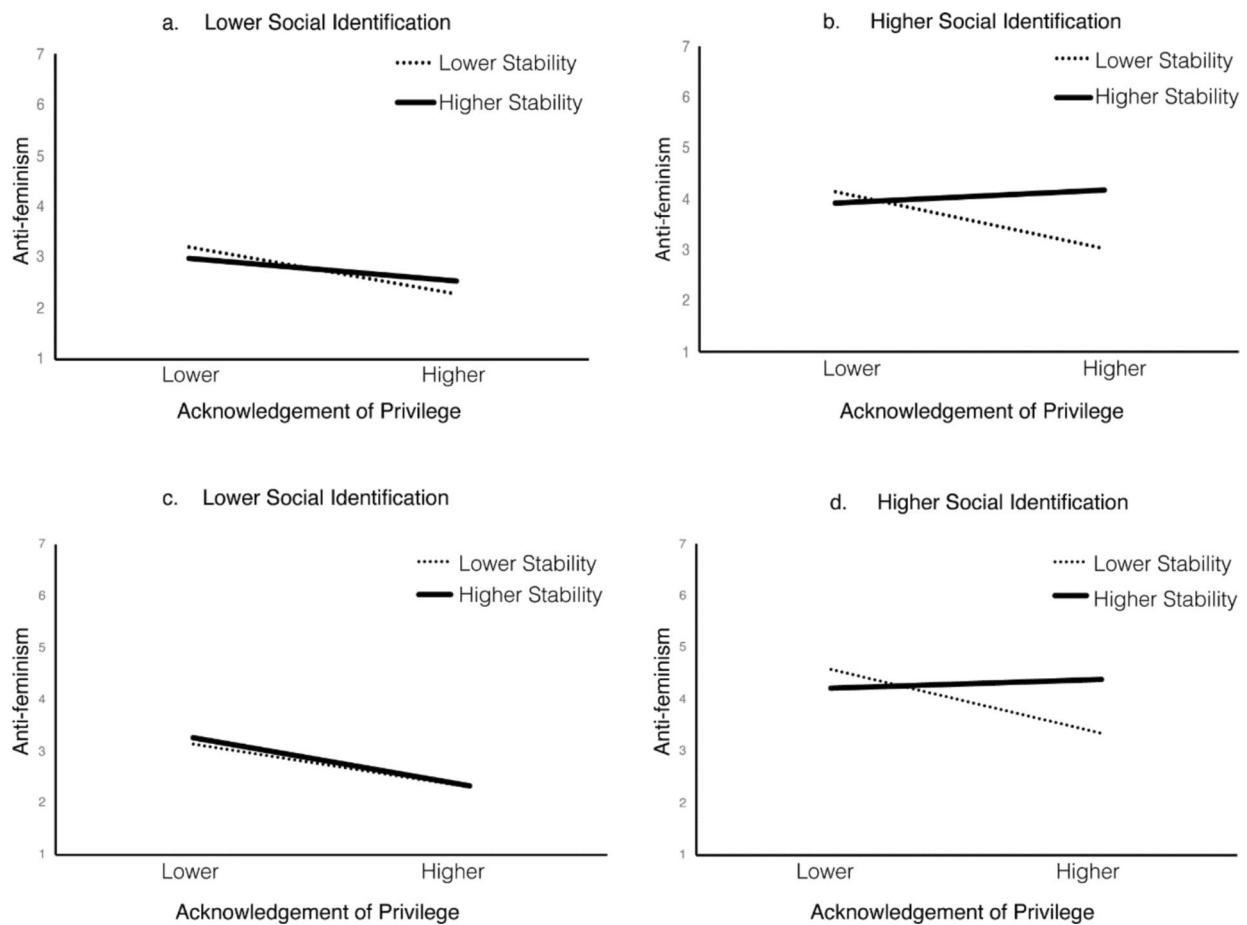 a. Lower Social Identification
7
6
5
4
3
2
1
Anti-feminism
Lower Stability
Higher Stability
Lower
Higher
Acknowledgement of Privilege
b. Higher Social Identification
7
6
5
4
3
2
1
Anti-feminism
Lower Stability
Higher Stability
Lower
Higher
Acknowledgement of Privilege
c. Lower Social Identification
7
6
5
4
3
2
1
Anti-feminism
Lower Stability
Higher Stability
Lower
Higher
Acknowledgement of Privilege
d. Higher Social Identification
7
6
5
4
3
2
1
Anti-feminism
Lower Stability
Higher Stability
Lower
Higher
Acknowledgement of Privilege